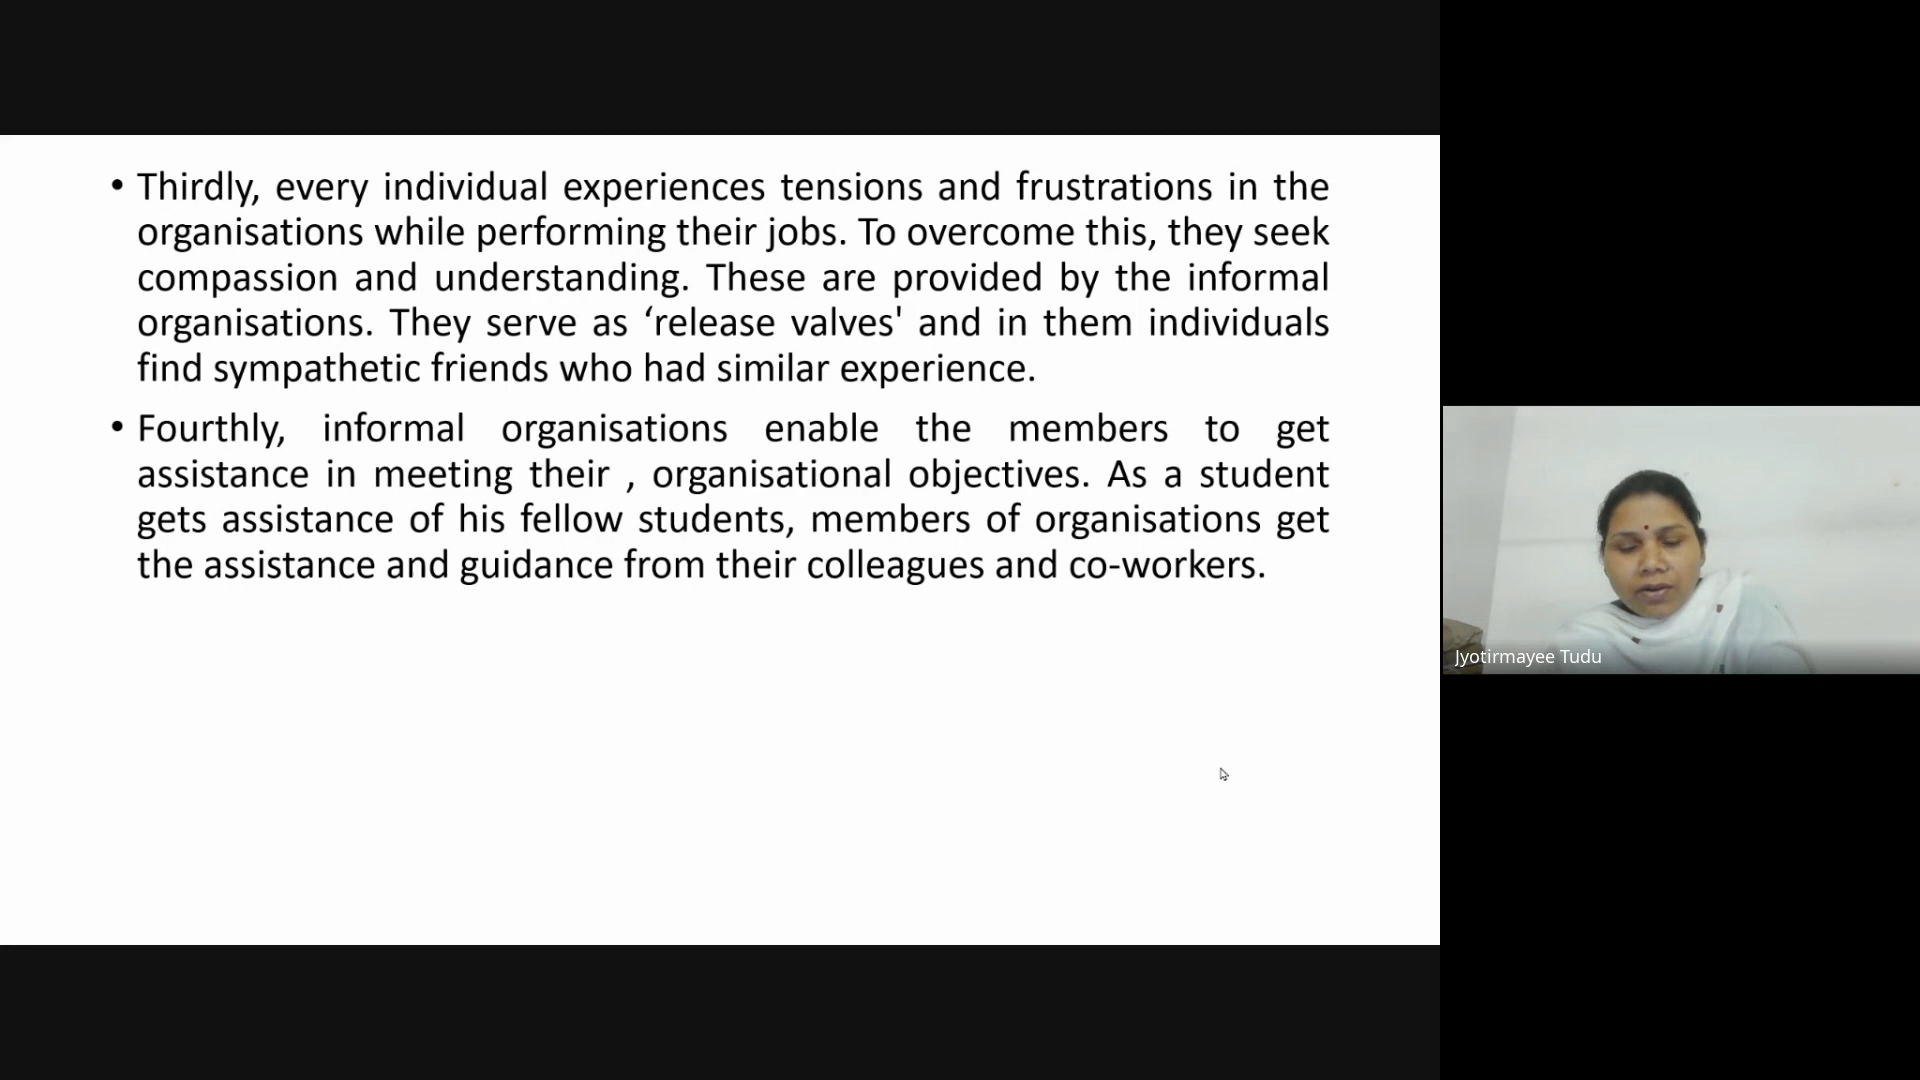 • Thirdly, every individual experiences tensions and frustrations in the
organisations while performing their jobs. To overcome this, they seek
compassion and understanding. These are provided by the informal
organisations. They serve as ‘release valves' and in them individuals
find sympathetic friends who had similar experience.
• Fourthly, informal organisations enable the members to get
assistance in meeting their , organisational objectives. As a student
gets assistance of his fellow students, members of organisations get
the assistance and guidance from their colleagues and co-workers.
Jyotirmayee Tudu